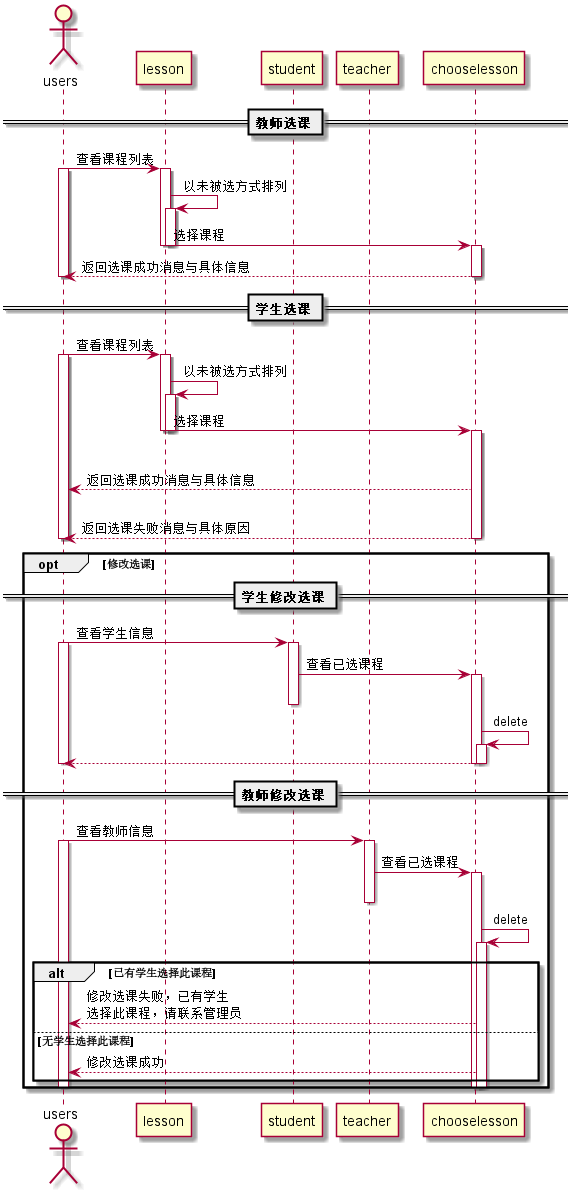 users
lesson
student
teacher
chooselesson
教师选课
查看课程列表
以未被选方式排列
选择课程
返回选课成功消息与具体信息
学生选课
查看课程列表
以未被选方式排列
选择课程
返回选课成功消息与具体信息
返回选课失败消息与具体原因
opt
[修改选课]
学生修改选课
查看学生信息
查看已选课程
delete
教师修改选课
查看教师信息
查看已选课程
delete
alt
[已有学生选择此课程]
修改选课失败，已有学生
选择此课程，请联系管理员
[无学生选择此课程]
修改选课成功
users
lesson
student
teacher
chooselesson